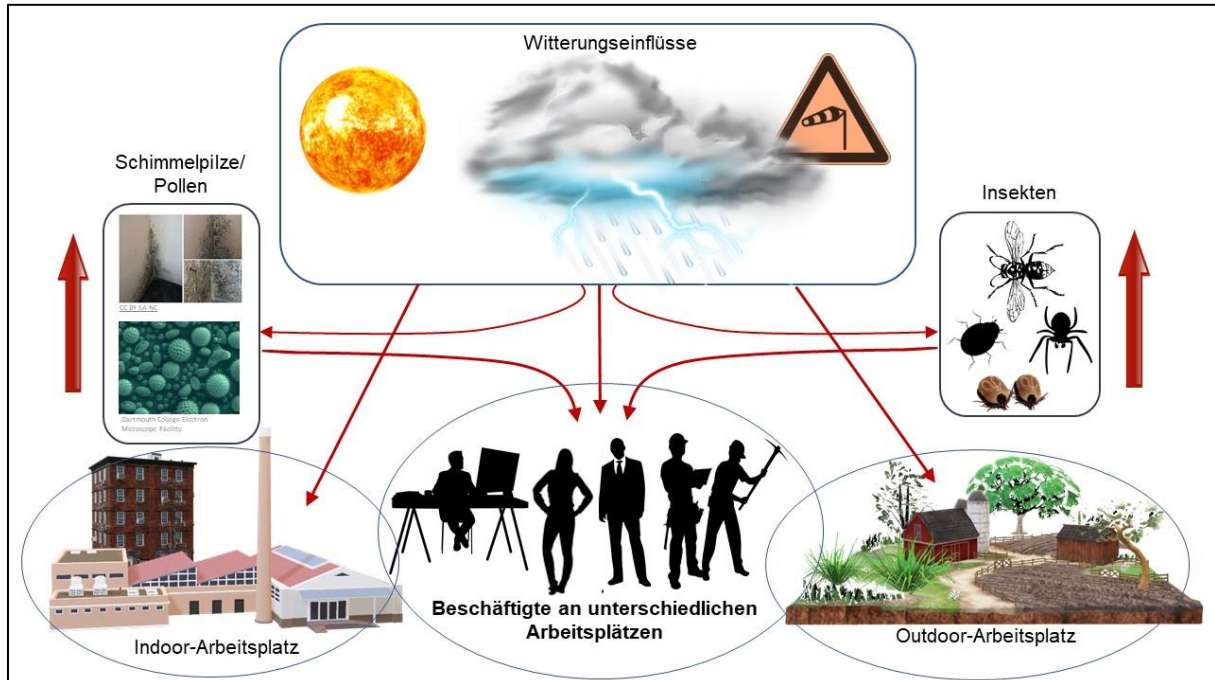 Witterungseinflüsse
Schimmelpilze/
Pollen
CC BY SA-NC
Dartmouth College Electron
Microscope Facility
Insekten
Beschäftigte an unterschiedlichen
Arbeitsplätzen
Indoor-Arbeitsplatz
Outdoor-Arbeitsplatz